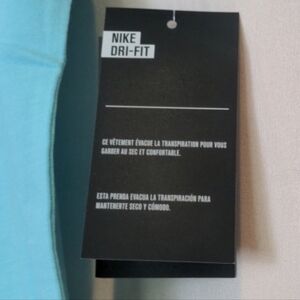 NIKE
DRI-FIT
CE VÊTEMENT ÉVACUE LA TRANSPIRATION POUR VOUS
GARDER AU SEC ET CONFORTABLE.
ESTA PRENDA EVACUA LA TRANSPIRACIÓN PARA
MANTENERTE SECO Y CÓMODO.